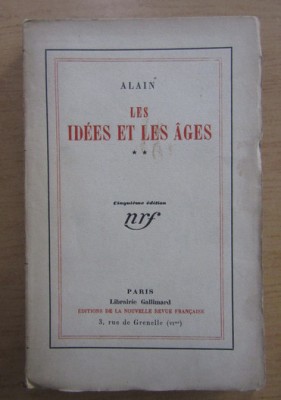 ALAIN
LES
IDÉES ET LES ÂGES
**
Cinquième édition
nrf
PARIS
Librairie Gallimard
ÉDITIONS DE LA NOUVELLE REVUE FRANÇAISE
3, rue de Grenelle (VIme)